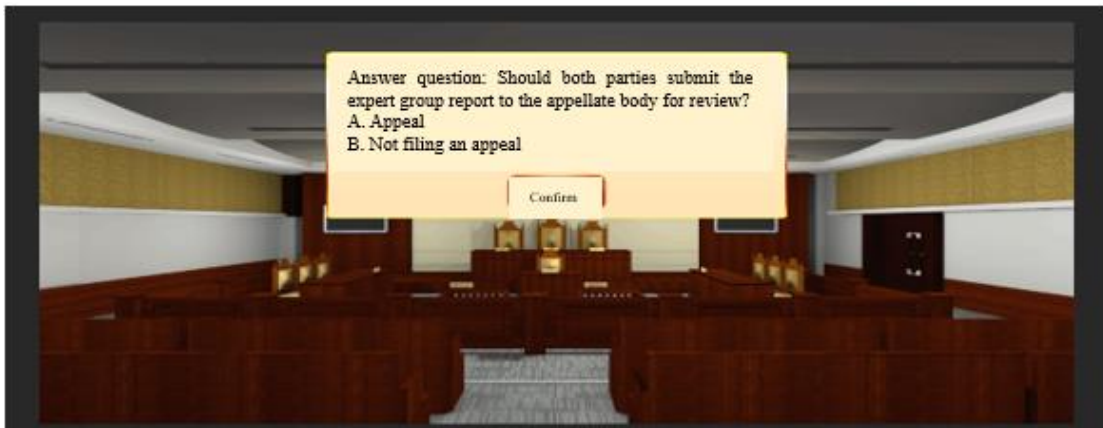 Answer question: Should both parties submit the
expert group report to the appellate body for review?
A. Appeal
B. Not filing an appeal
Confirm